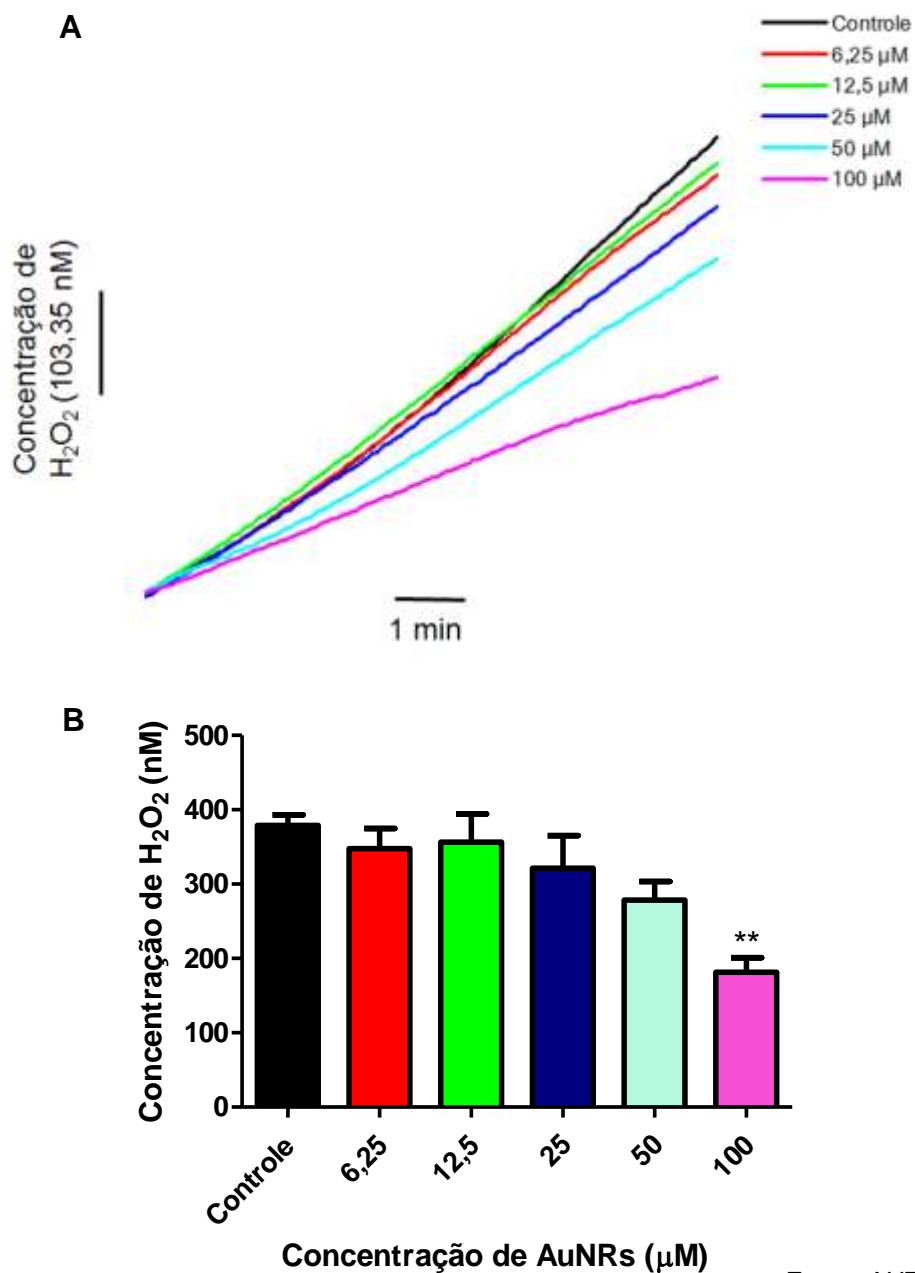 A
Controle
6,25 µM
12,5 µM
25 µM
50 µM
100 µM
Concentração de
H₂O₂ (103,35 nM)
1 min
B
Concentração de H₂O₂ (nM)
500
400
300
200
100
0
**
Controle
6,25
12,5
25
50
100
Concentração de AuNRs (µM)